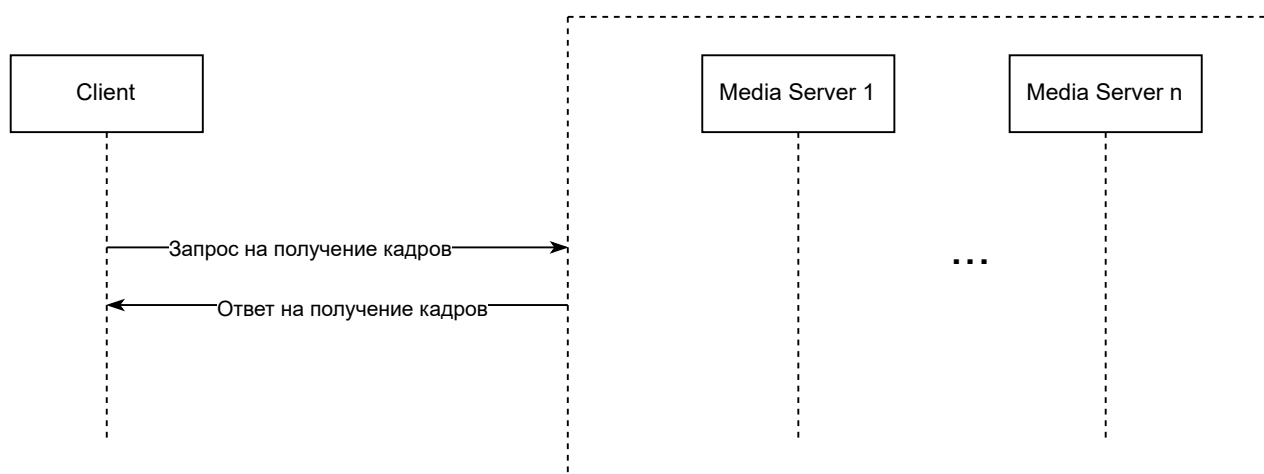 Client
Media Server 1
Media Server n
Запрос на получение кадров
...
Ответ на получение кадров